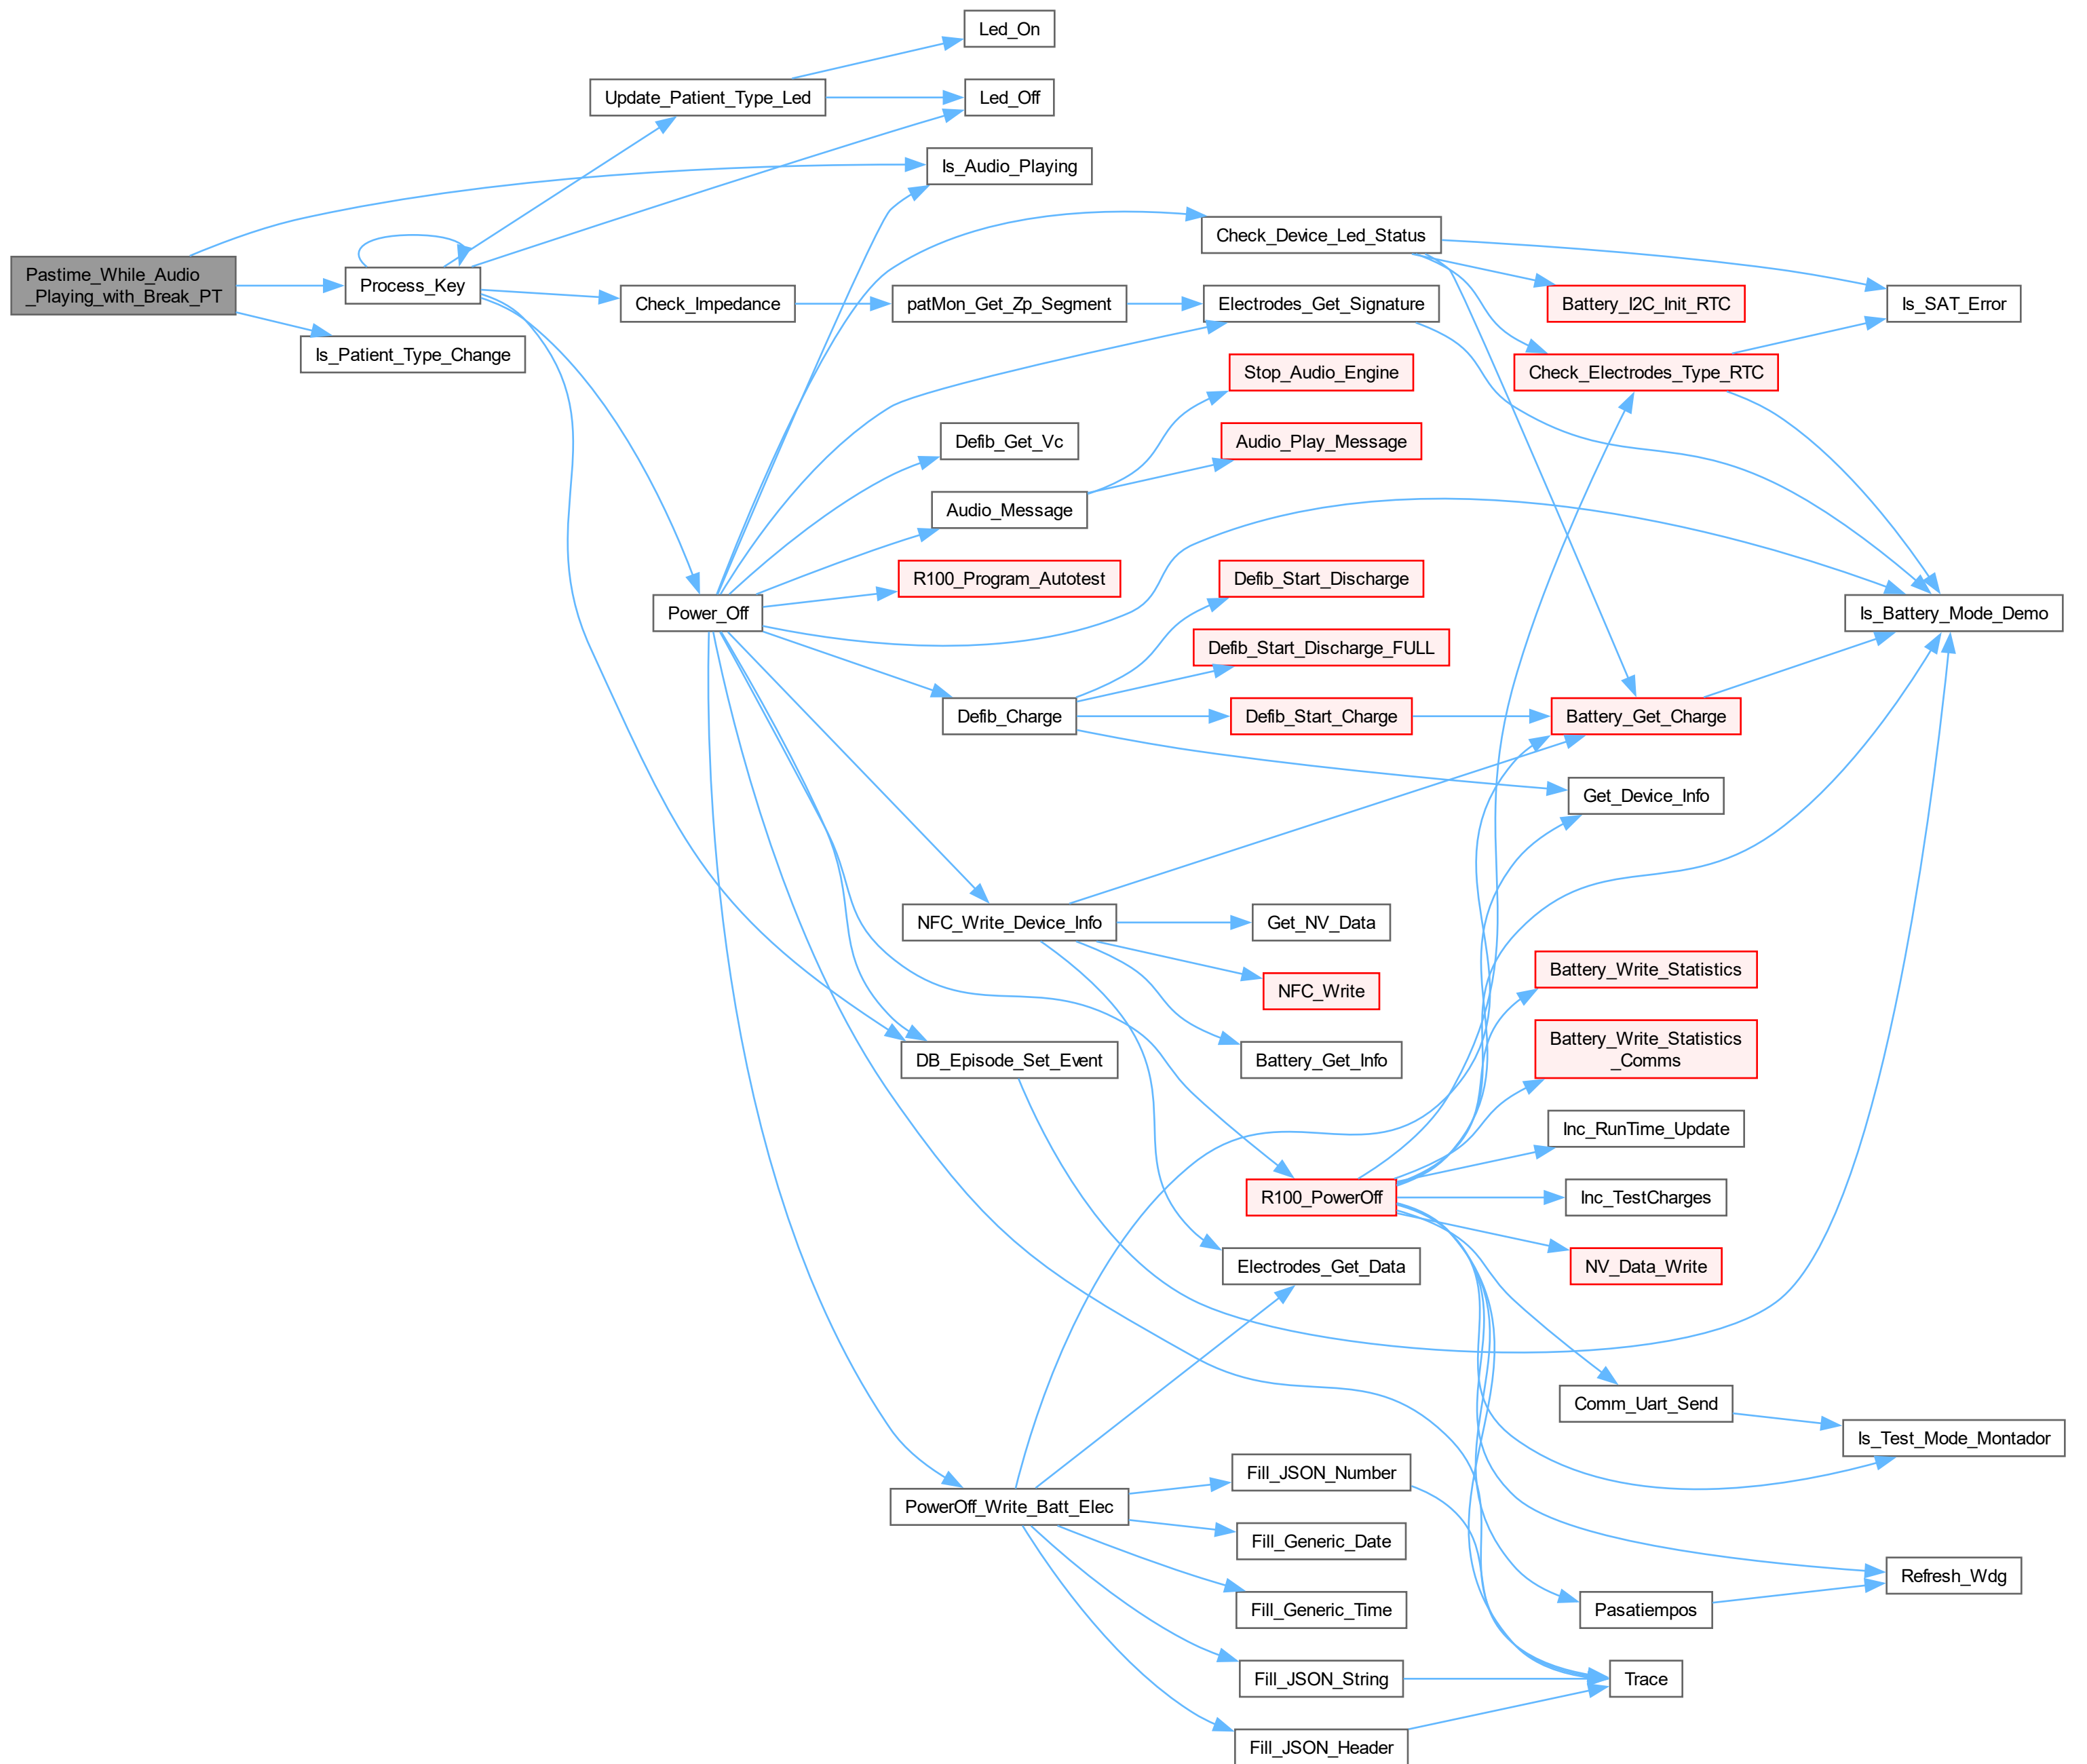 Led_On
Update_Patient_Type_Led
Led_Off
Is_Audio_Playing
Check_Device_Led_Status
Pastime_While_Audio
_Playing_with_Break_PT
Process_Key
Check_Impedance
patMon_Get_Zp_Segment
Electrodes_Get_Signature
Battery_I2C_Init_RTC
Is_SAT_Error
Is_Patient_Type_Change
Stop_Audio_Engine
Check_Electrodes_Type_RTC
Defib_Get_Vc
Audio_Play_Message
Audio_Message
R100_Program_Autotest
Defib_Start_Discharge
Power_Off
Is_Battery_Mode_Demo
Defib_Start_Discharge_FULL
Defib_Charge
Defib_Start_Charge
Battery_Get_Charge
Get_Device_Info
NFC_Write_Device_Info
Get_NV_Data
Battery_Write_Statistics
NFC_Write
Battery_Write_Statistics
_Comms
DB_Episode_Set_Event
Battery_Get_Info
Inc_RunTime_Update
R100_PowerOff
Inc_TestCharges
Electrodes_Get_Data
NV_Data_Write
Comm_Uart_Send
Is_Test_Mode_Montador
Fill_JSON_Number
PowerOff_Write_Batt_Elec
Fill_Generic_Date
Refresh_Wdg
Fill_Generic_Time
Pasatiempos
Fill_JSON_String
Trace
Fill_JSON_Header